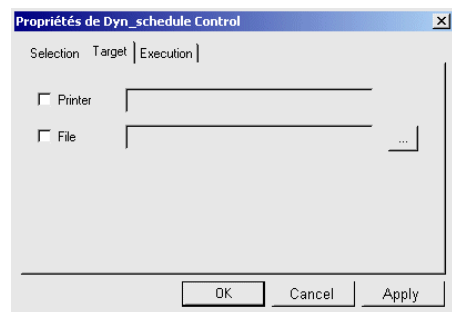 Propriétés de Dyn_schedule Control
Selection Target Execution
Printer
File ...
OK Cancel Apply